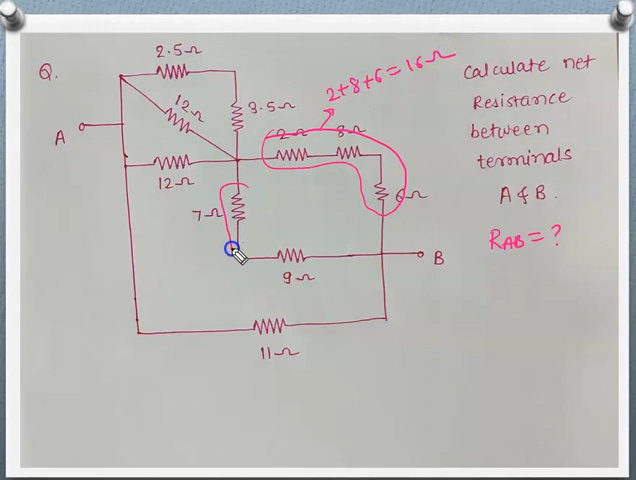 Q.
2.5Ω
12Ω
3.5Ω
2+8+6=16Ω
A
12Ω
2Ω
8Ω
6Ω
7Ω
9Ω
B
11Ω
Calculate net
Resistance
between
terminals
A & B.
RAB = ?